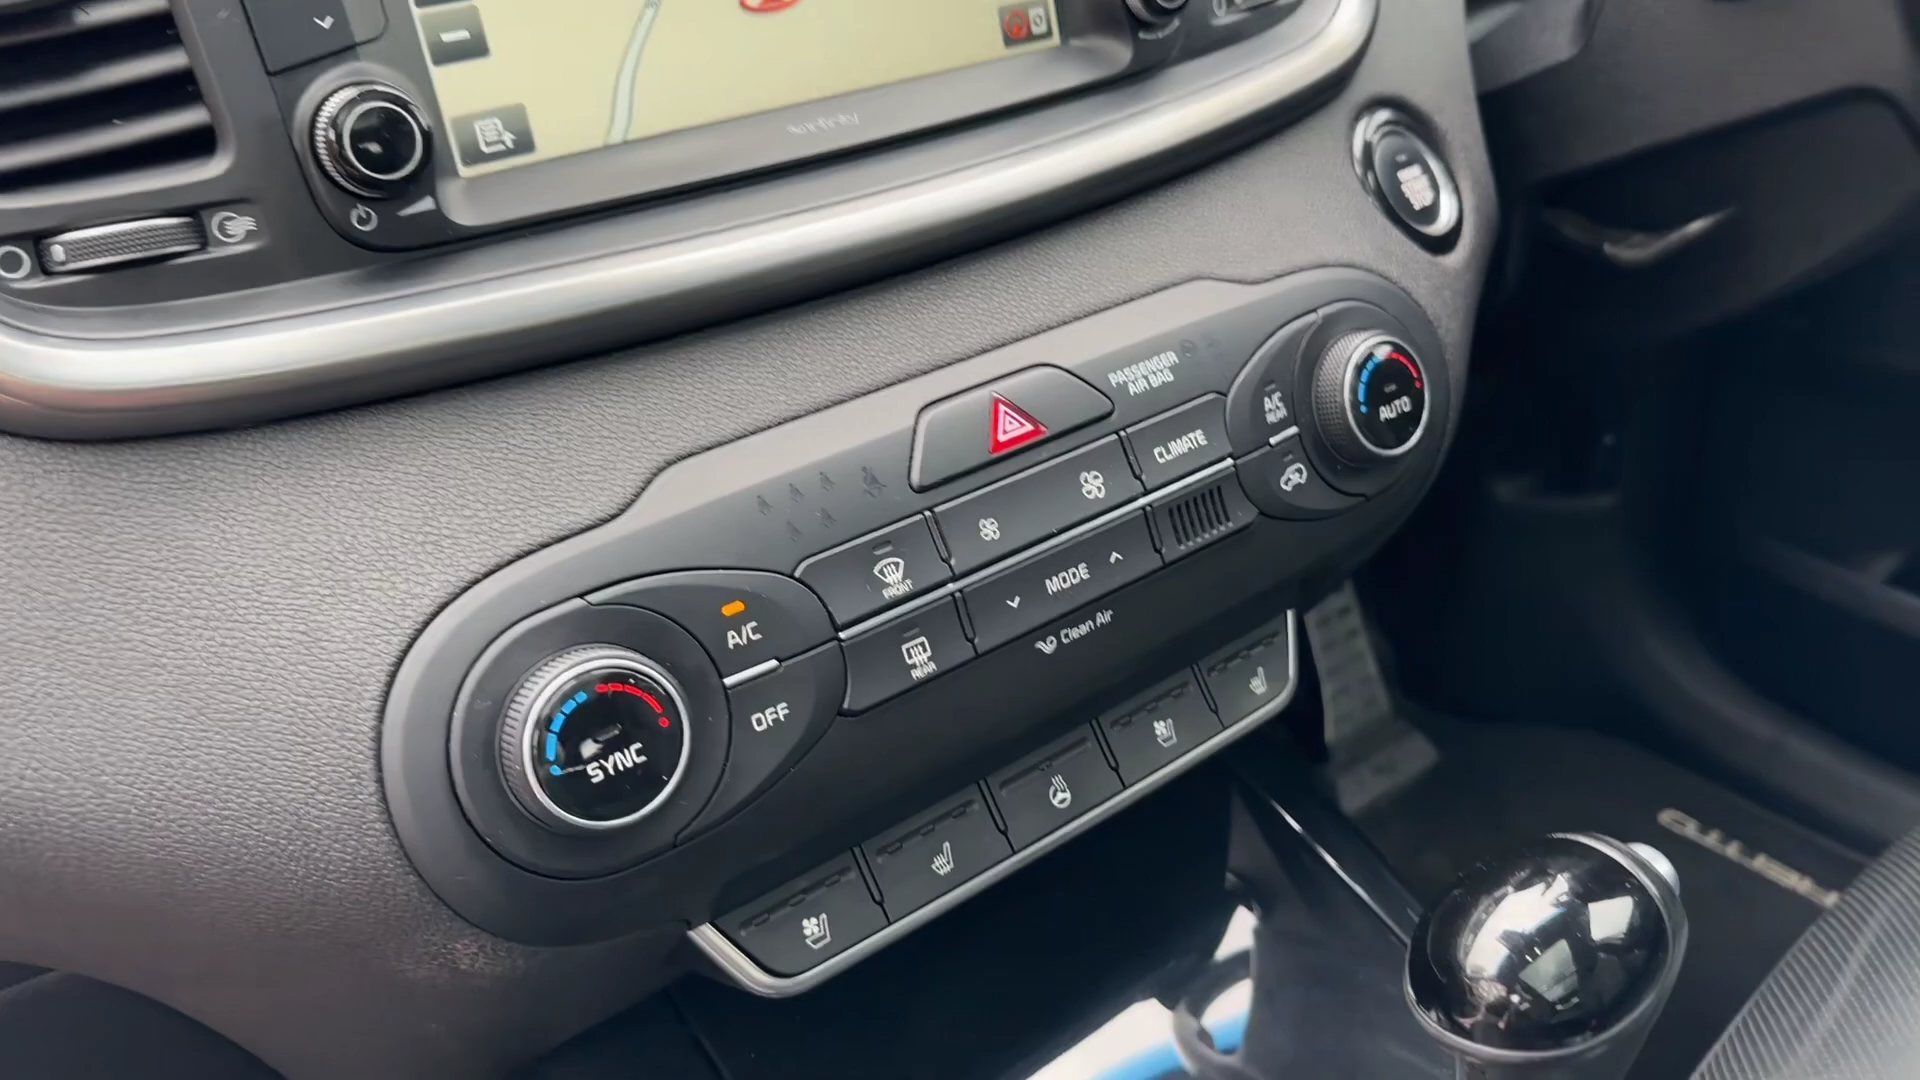 PASSENGER
AIR BAG
A/C
REAR
AUTO
CLIMATE
MODE
FRONT
Clean Air
REAR
A/C
OFF
SYNC